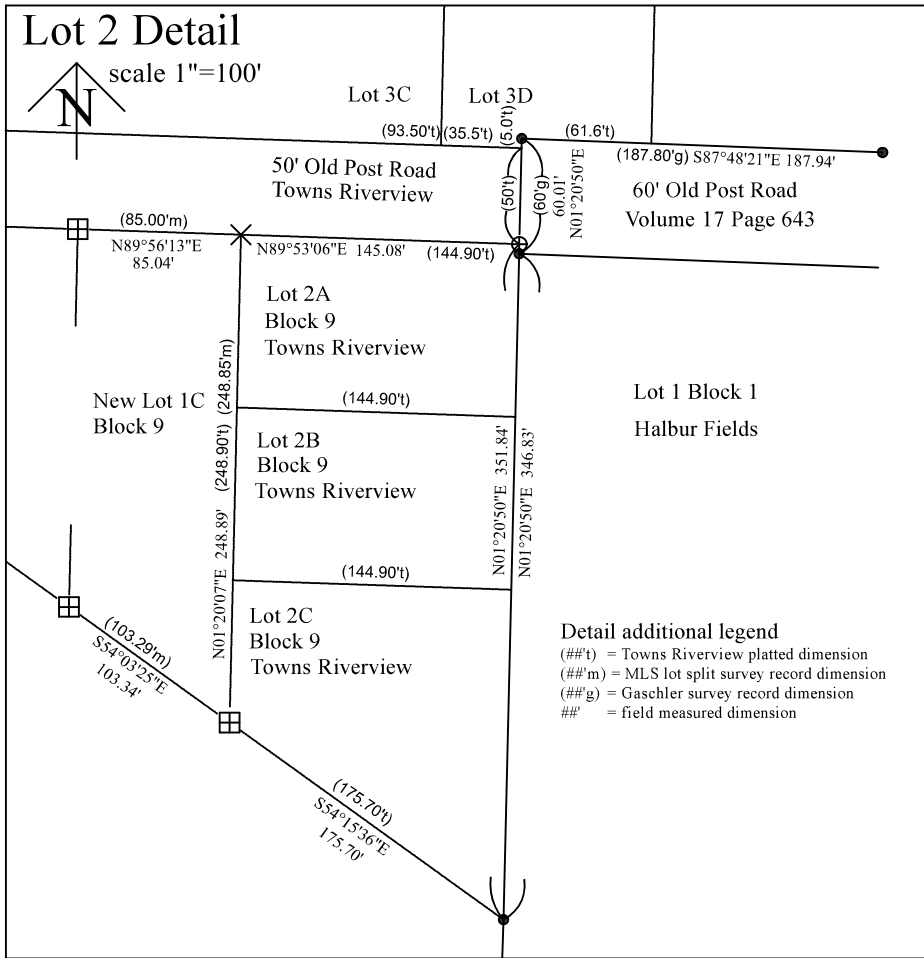 Lot 2 Detail
scale 1"=100'
N
Lot 3C
Lot 3D
(93.50't)
(35.5't)
(5.0't)
(61.6't)
(187.80'g) S87°48'21"E 187.94'
50' Old Post Road
Towns Riverview
(50't)
(60'g)
60.01'
N01°20'50"E
60' Old Post Road
Volume 17 Page 643
(85.00'm)
N89°56'13"E
85.04'
N89°53'06"E 145.08'
(144.90't)
Lot 2A
Block 9
Towns Riverview
(248.85'm)
(144.90't)
New Lot 1C
Block 9
Lot 1 Block 1
Halbur Fields
Lot 2B
Block 9
Towns Riverview
N01°20'07"E 248.89' (248.90't)
N01°20'50"E 351.84'
N01°20'50"E 346.83'
(144.90't)
Lot 2C
Block 9
Towns Riverview
(103.29'm)
S54°03'25"E
103.34'
Detail additional legend
(##'t) = Towns Riverview platted dimension
(##'m) = MLS lot split survey record dimension
(##'g) = Gaschler survey record dimension
##' = field measured dimension
(175.70't)
S54°15'36"E
175.70'